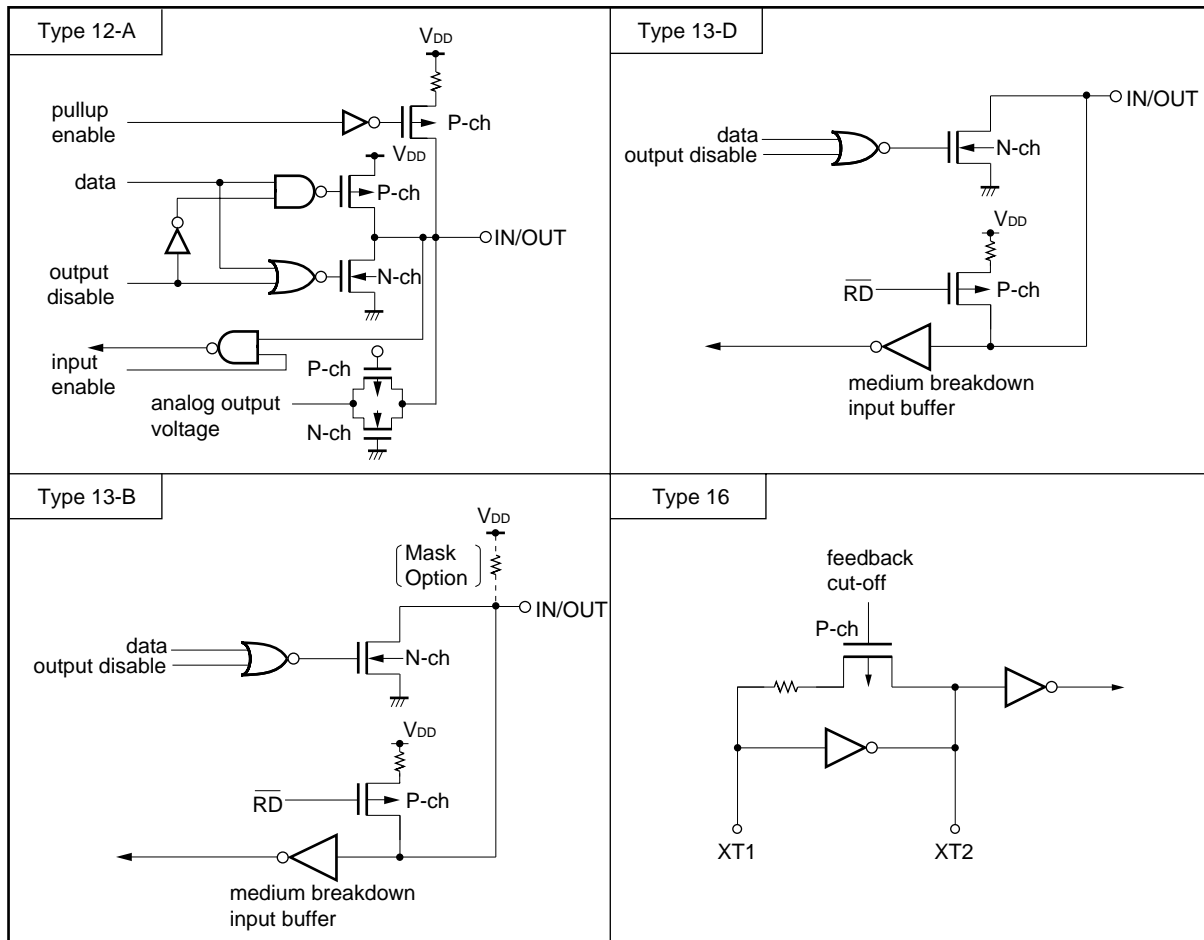 Type 12-A
VDD
pullup
enable
P-ch
VDD
data
P-ch
IN/OUT
output
disable
N-ch
input
enable
P-ch
analog output
voltage
N-ch
Type 13-D
IN/OUT
data
output disable
N-ch
VDD
RD
P-ch
medium breakdown
input buffer
Type 13-B
VDD
Mask
Option
IN/OUT
data
output disable
N-ch
VDD
RD
P-ch
medium breakdown
input buffer
Type 16
feedback
cut-off
P-ch
XT1
XT2